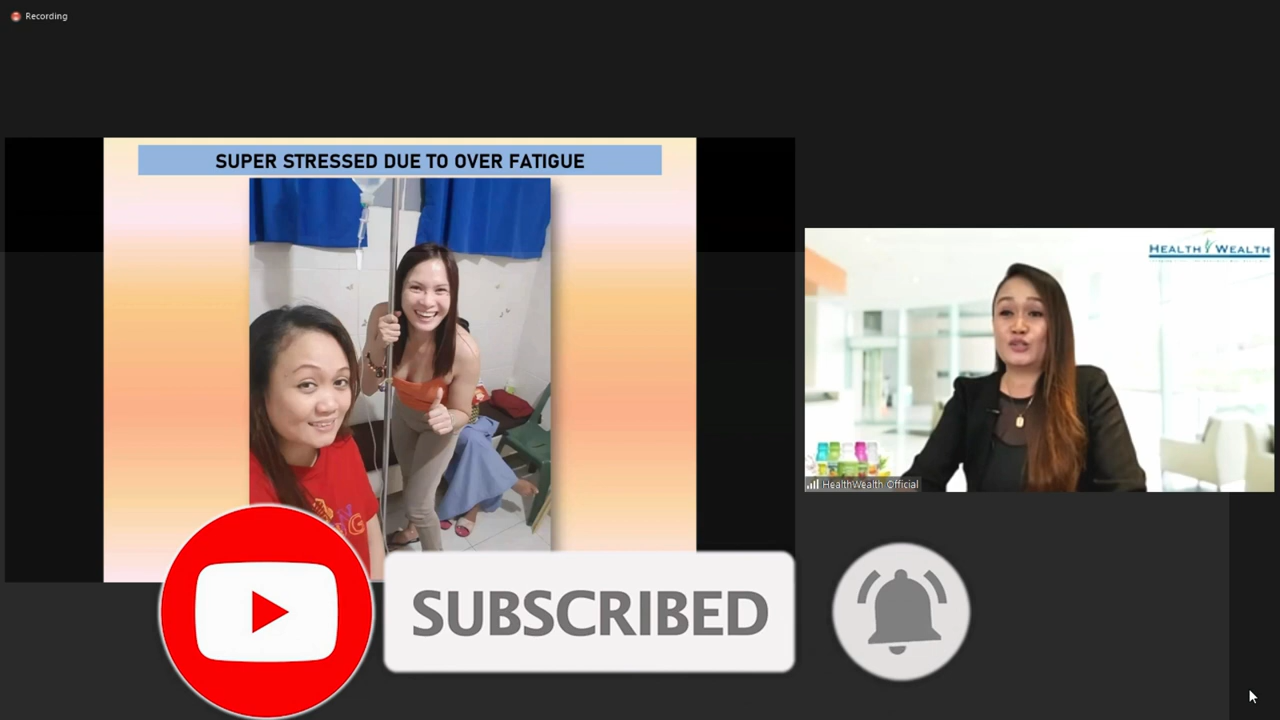 Recording
SUPER STRESSED DUE TO OVER FATIGUE
HEALTH WEALTH
HealthWealth Official
SUBSCRIBED